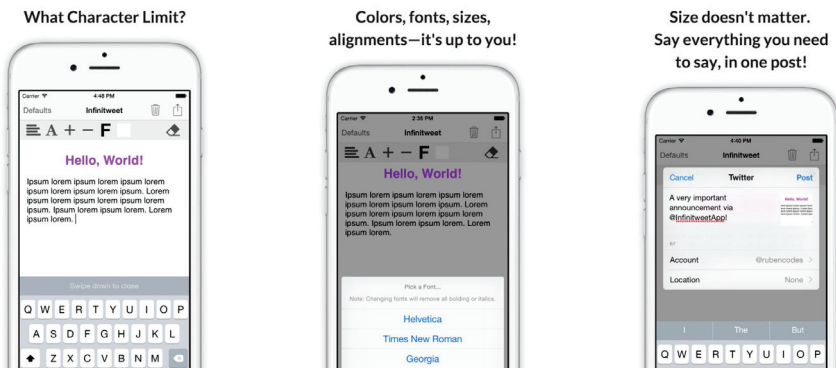 What Character Limit?
Carrier 4:48 PM
Defaults Infinitweet
A + − F
Hello, World!
Ipsum lorem ipsum lorem ipsum lorem
ipsum lorem ipsum lorem ipsum. Lorem
ipsum lorem ipsum lorem ipsum lorem
ipsum. Ipsum lorem ipsum lorem. Lorem
ipsum lorem.
Swipe down to close
Q W E R T Y U I O P
A S D F G H J K L
Z X C V B N M
Colors, fonts, sizes,
alignments—it's up to you!
Carrier 2:35 PM
Defaults Infinitweet
A + − F
Hello, World!
Ipsum lorem ipsum lorem ipsum lorem
ipsum lorem ipsum lorem ipsum. Lorem
ipsum lorem ipsum lorem ipsum lorem
ipsum. Ipsum lorem ipsum lorem. Lorem
ipsum lorem.
Pick a Font...
Note: Changing fonts will remove all bolding or italics.
Helvetica
Times New Roman
Georgia
Size doesn't matter.
Say everything you need
to say, in one post!
Carrier 4:40 PM
Defaults Infinitweet
Cancel Twitter Post
A very important
announcement via
@InfinitweetApp!
Hello, World!
Account @rubencodes
Location None
I The But
Q W E R T Y U I O P